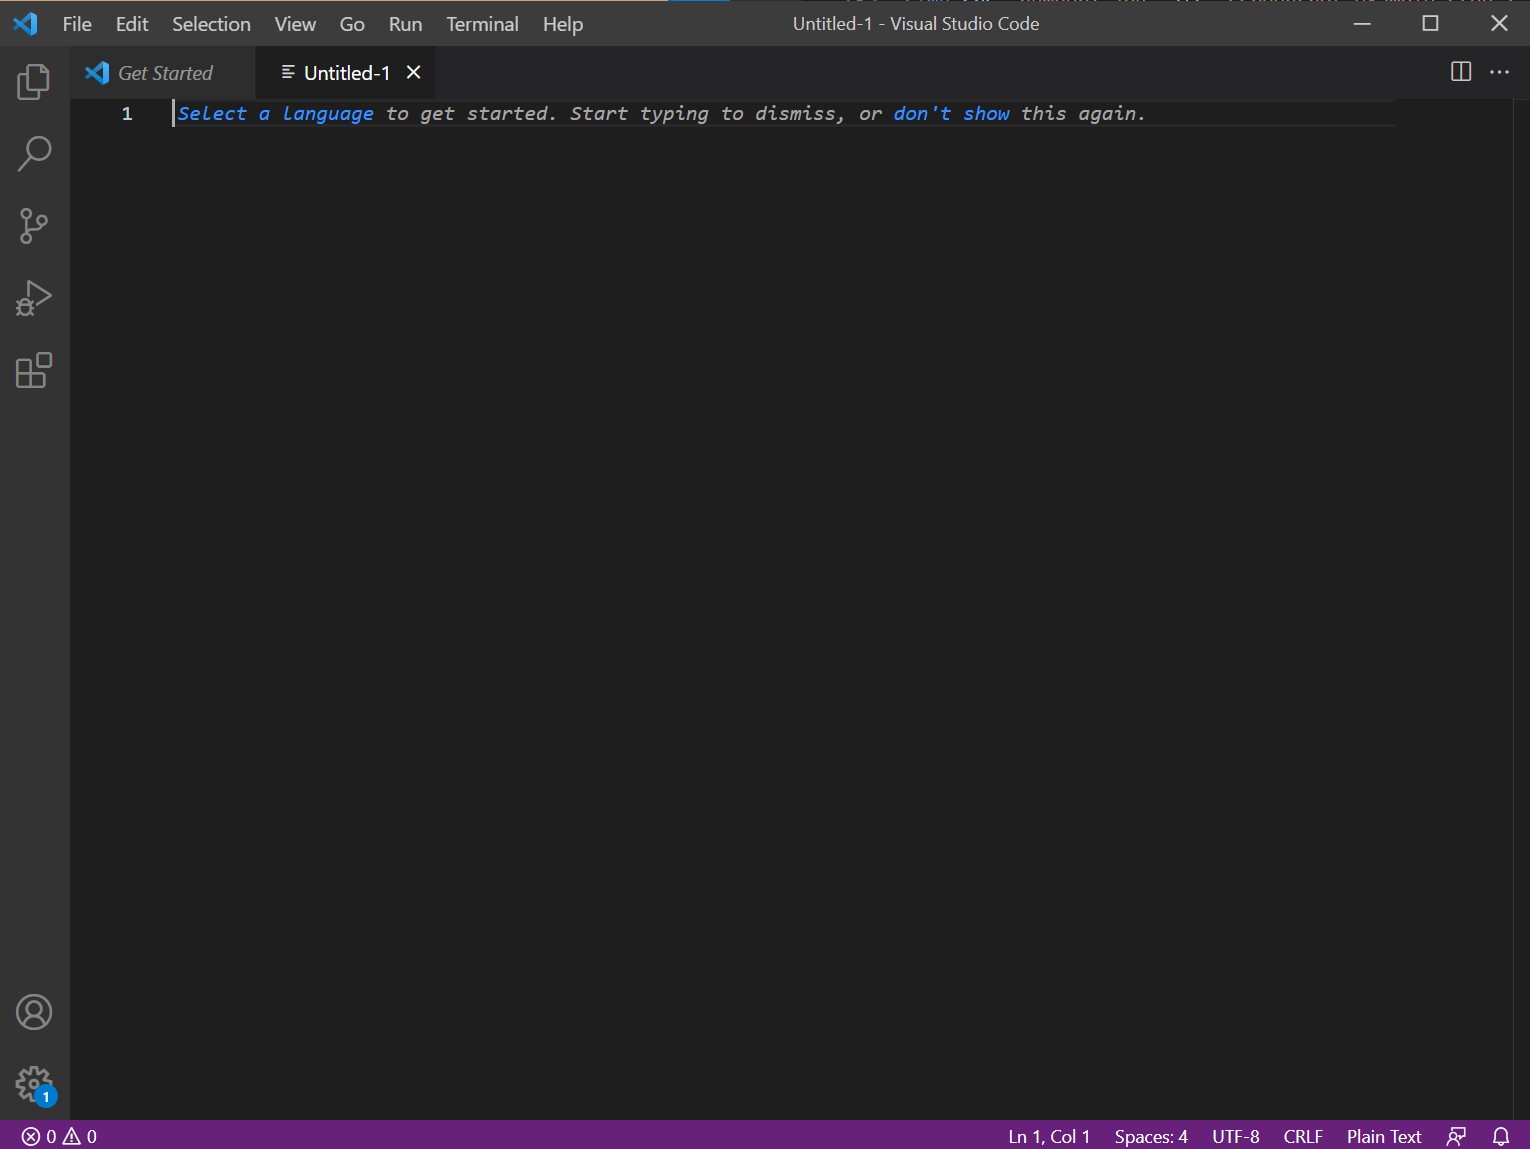 File Edit Selection View Go Run Terminal Help Untitled-1 - Visual Studio Code
Get Started Untitled-1
1 Select a language to get started. Start typing to dismiss, or don't show this again.
1
0 0 Ln 1, Col 1 Spaces: 4 UTF-8 CRLF Plain Text